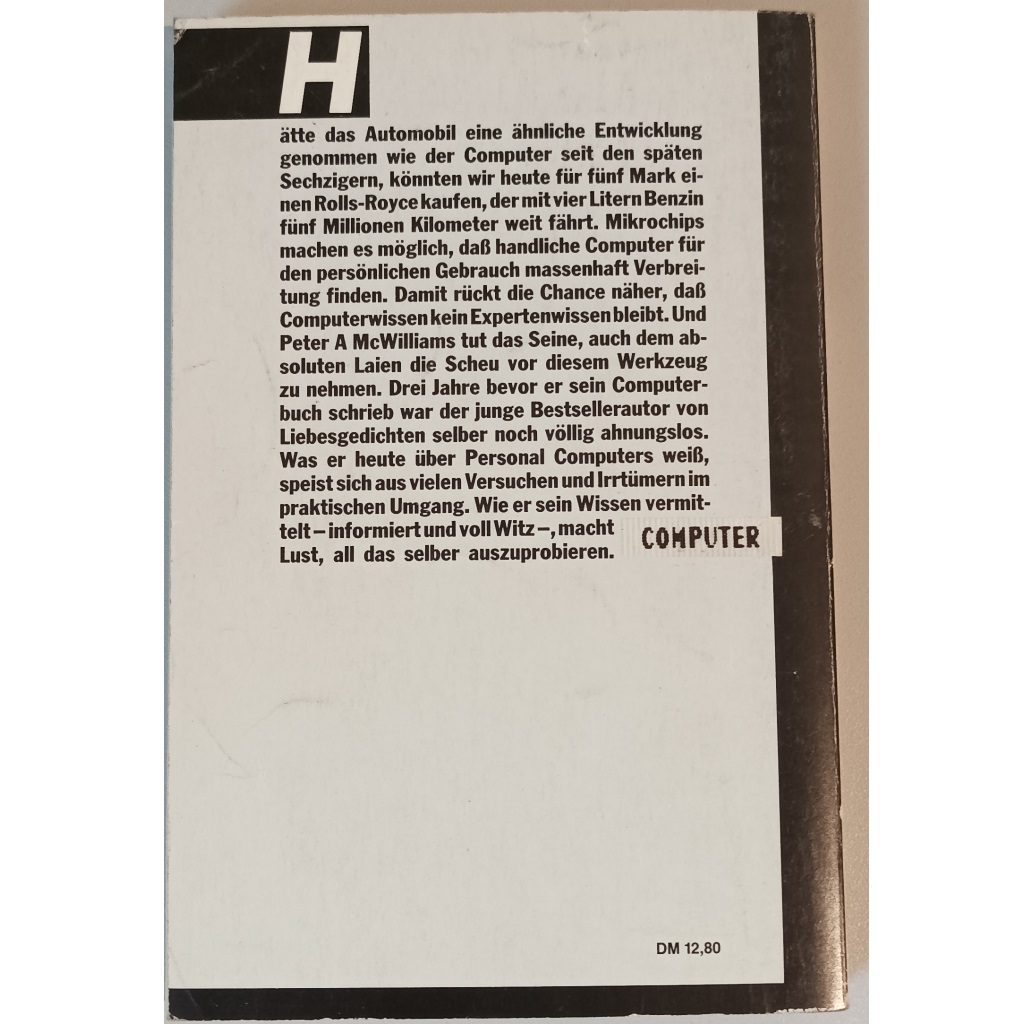 H
ätte das Automobil eine ähnliche Entwicklung
genommen wie der Computer seit den späten
Sechzigern, könnten wir heute für fünf Mark ei-
nen Rolls-Royce kaufen, der mit vier Litern Benzin
fünf Millionen Kilometer weit fährt. Mikrochips
machen es möglich, daß handliche Computer für
den persönlichen Gebrauch massenhaft Verbrei-
tung finden. Damit rückt die Chance näher, daß
Computerwissen kein Expertenwissen bleibt. Und
Peter A McWilliams tut das Seine, auch dem ab-
soluten Laien die Scheu vor diesem Werkzeug
zu nehmen. Drei Jahre bevor er sein Computer-
buch schrieb war der junge Bestsellerautor von
Liebesgedichten selber noch völlig ahnungslos.
Was er heute über Personal Computers weiß,
speist sich aus vielen Versuchen und Irrtümern im
praktischen Umgang. Wie er sein Wissen vermit-
telt – informiert und voll Witz –, macht
Lust, all das selber auszuprobieren.
COMPUTER
DM 12,80